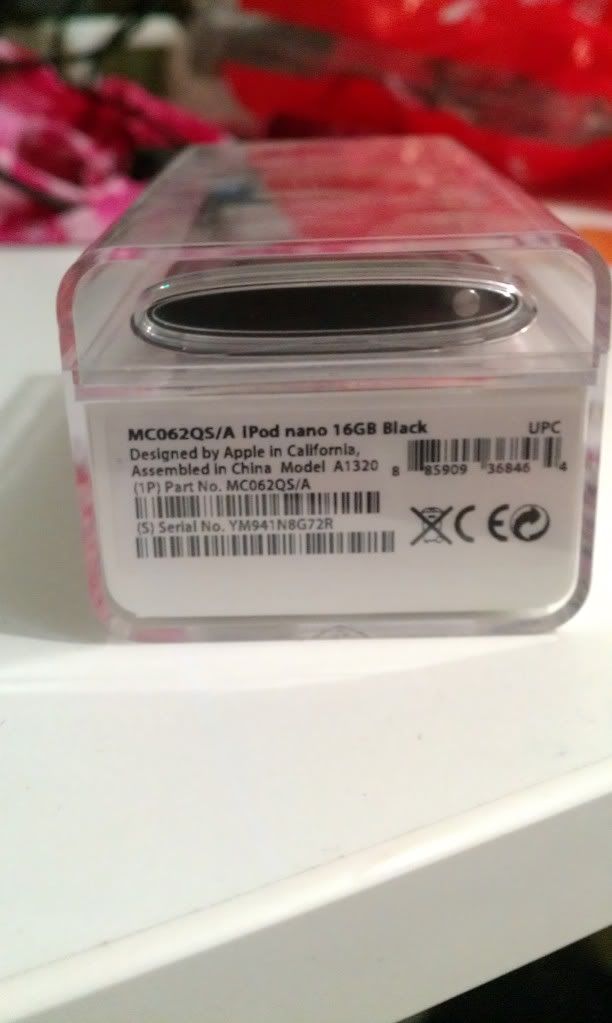 MC062QS/A iPod nano 16GB Black
UPC
Designed by Apple in California,
Assembled in China Model A1320
8 85909 36846 4
(1P) Part No. MC062QS/A
(S) Serial No. YM941N8G72R
CE